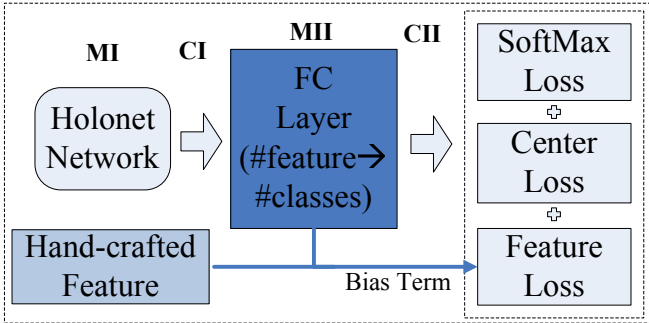 MI
CI
MII
CII
Holonet
Network
FC
Layer
(#feature→
#classes)
SoftMax
Loss
Center
Loss
Feature
Loss
Hand-crafted
Feature
Bias Term